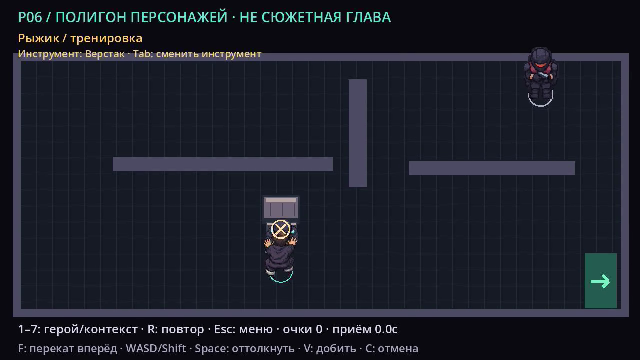 P06 / ПОЛИГОН ПЕРСОНАЖЕЙ · НЕ СЮЖЕТНАЯ ГЛАВА
Рыжик / тренировка
Инструмент: Верстак · Tab: сменить инструмент
1–7: герой/контекст · R: повтор · Esc: меню · очки 0 · приём 0.0с
F: перекат вперёд · WASD/Shift · Space: оттолкнуть · V: добить · C: отмена